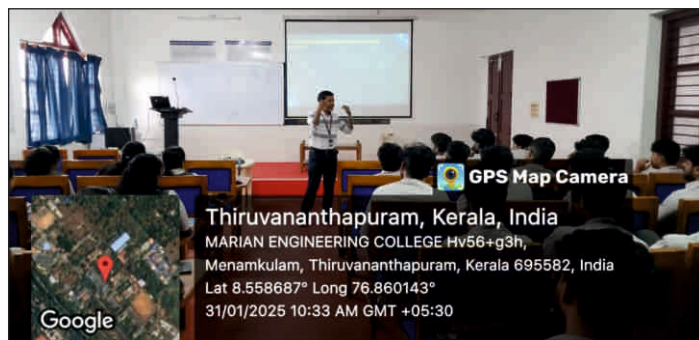 GPS Map Camera
Thiruvananthapuram, Kerala, India
MARIAN ENGINEERING COLLEGE Hv56+g3h,
Menamkulam, Thiruvananthapuram, Kerala 695582, India
Lat 8.558687° Long 76.860143°
31/01/2025 10:33 AM GMT +05:30
Google